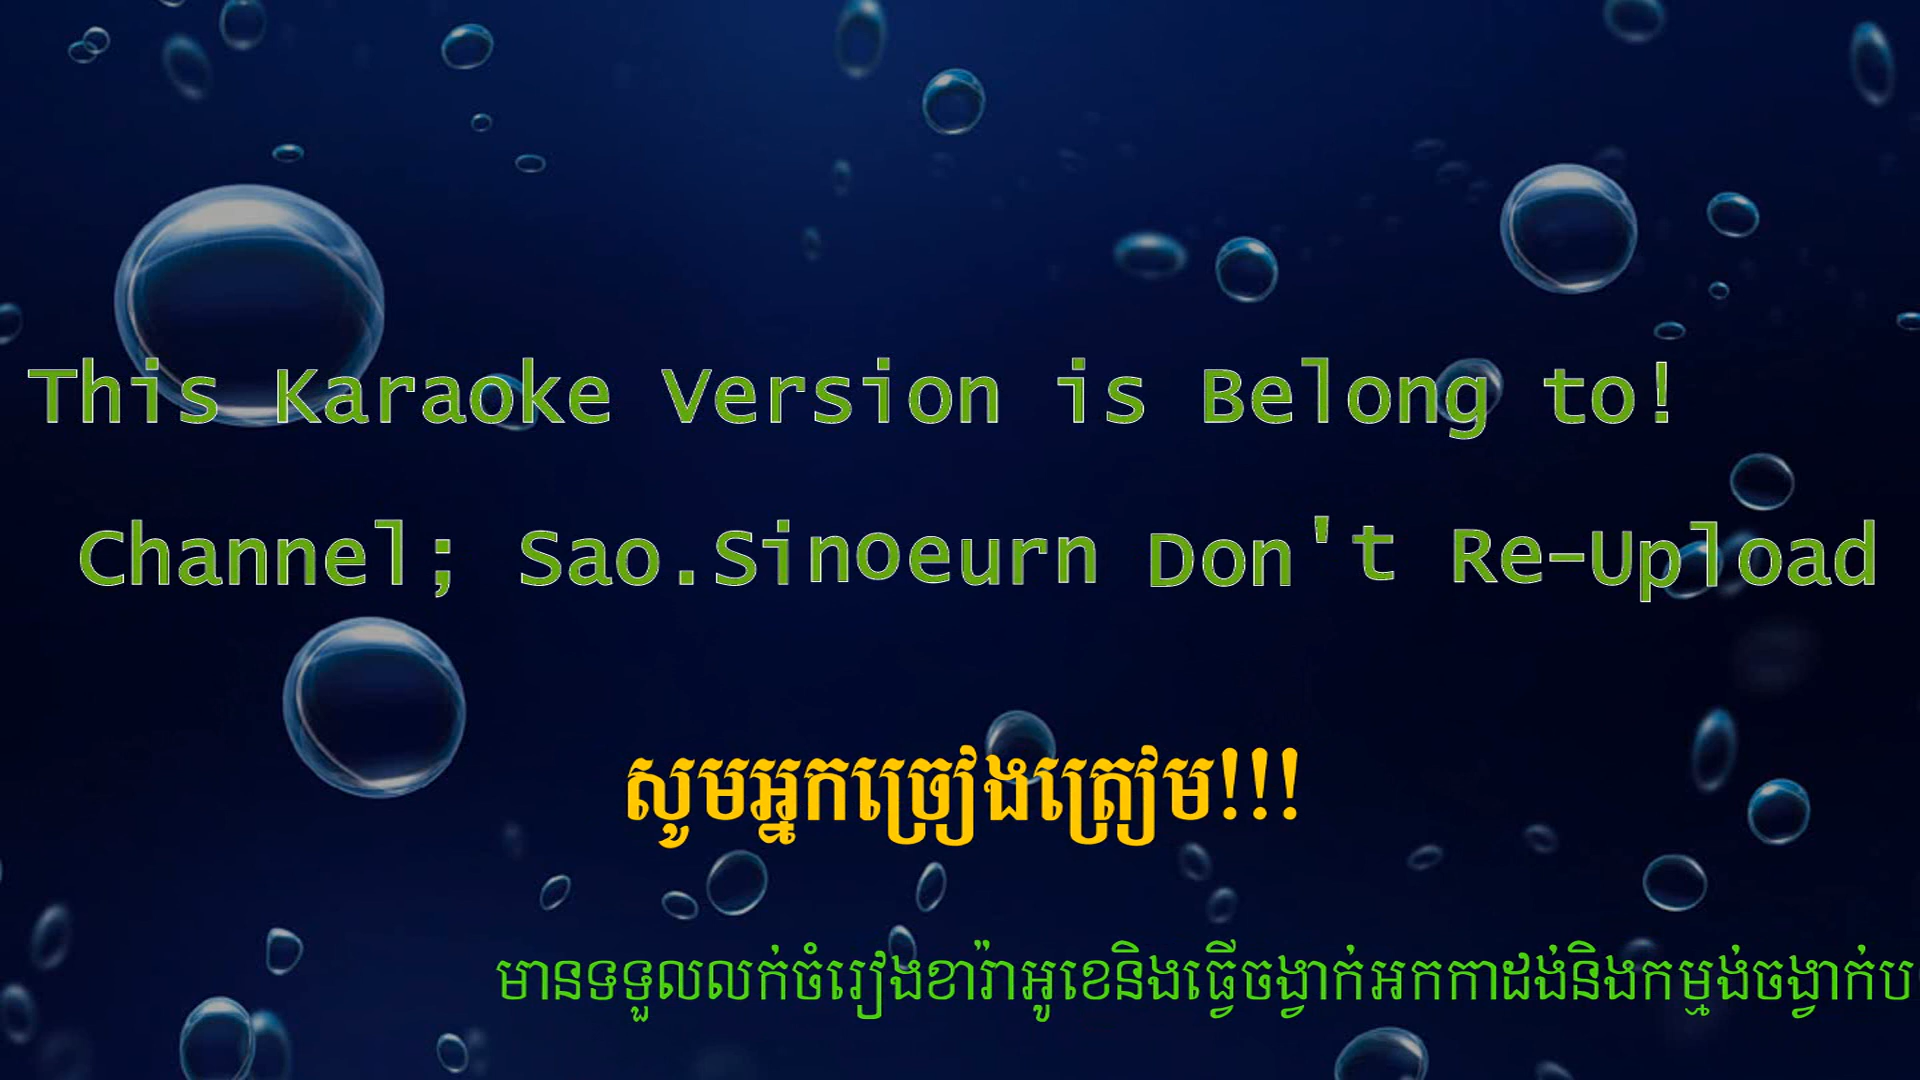 This Karaoke Version is Belong to!
Channel; Sao.Sinoeurn Don't Re-Upload
សូមអ្នកច្រៀងត្រៀម!!!
មានទទួលលក់ចំរៀងខារ៉ាអូខេនិងធ្វើចង្វាក់អកកាដង់និងកម្មង់ចង្វាក់ប